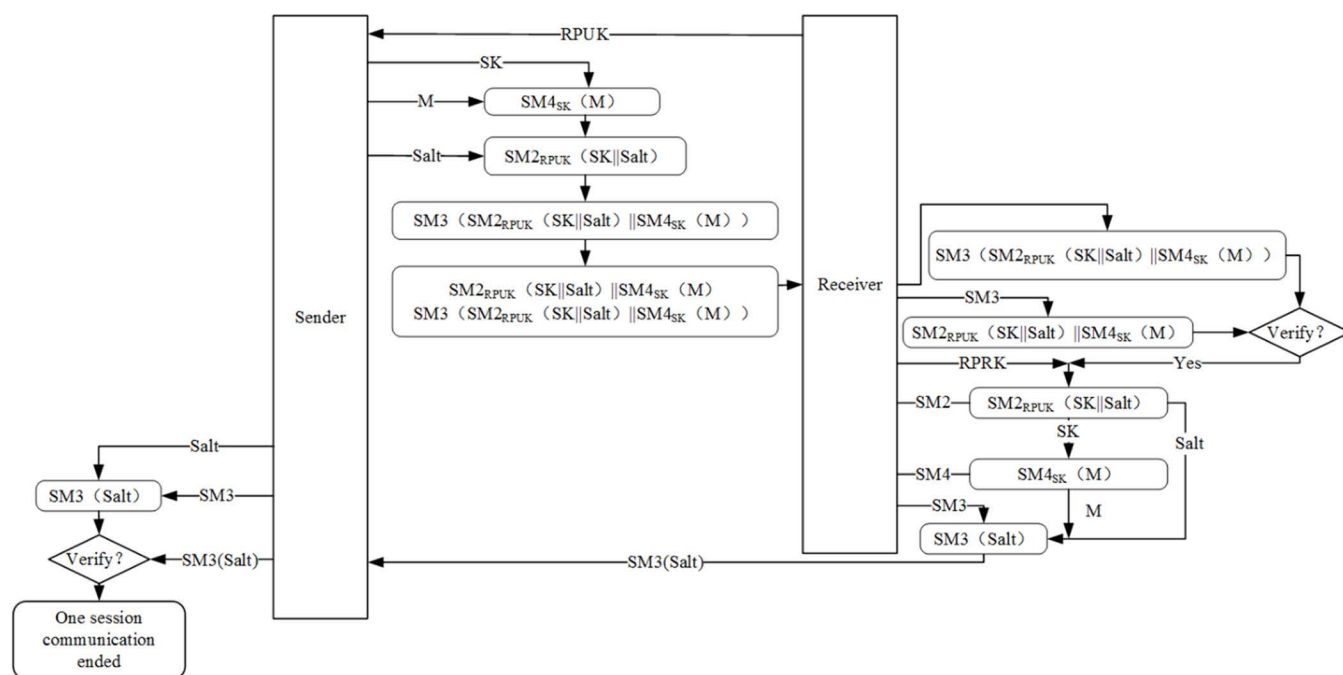 RPUK
SK
M
SM4SK（M）
Salt
SM2RPUK（SK||Salt）
SM3（SM2RPUK（SK||Salt）||SM4SK（M））
SM2RPUK（SK||Salt）||SM4SK（M）
SM3（SM2RPUK（SK||Salt）||SM4SK（M））
Sender
Receiver
SM3（SM2RPUK（SK||Salt）||SM4SK（M））
SM3
SM2RPUK（SK||Salt）||SM4SK（M）
Verify?
RPRK
Yes
SM2
SM2RPUK（SK||Salt）
SK
Salt
SM4
SM4SK（M）
SM3
M
SM3（Salt）
SM3(Salt)
Salt
SM3（Salt）
SM3
Verify?
SM3(Salt)
One session
communication
ended